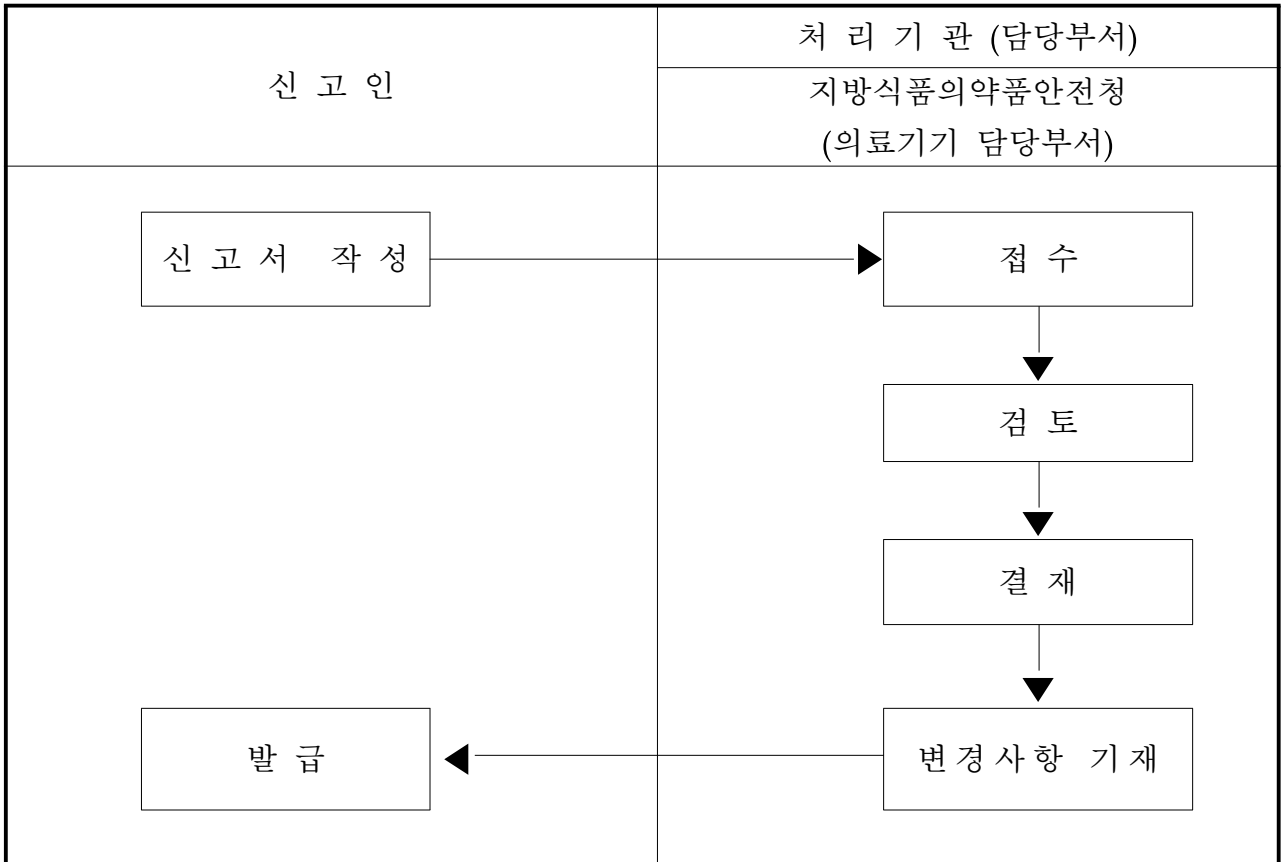 신 고 인
처 리 기 관 (담당부서)
지방식품의약품안전청
(의료기기 담당부서)
신 고 서 작 성
접 수
검 토
결 재
발 급
변경사항 기재